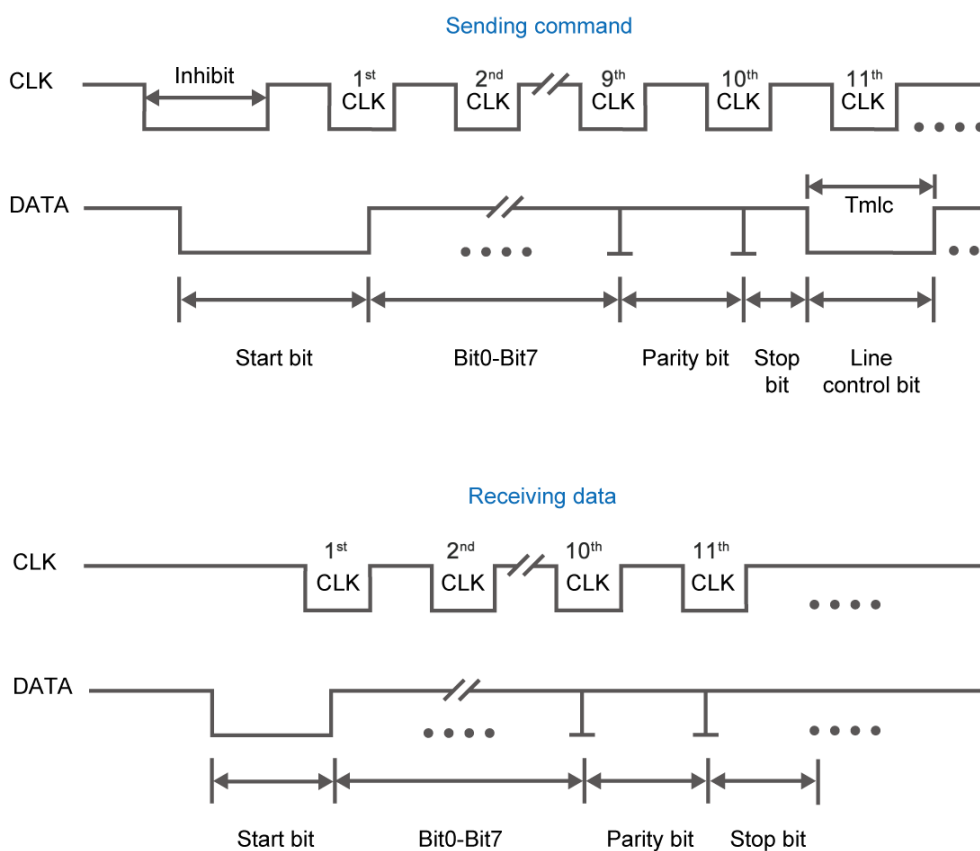 Sending command
CLK
Inhibit
1st
CLK
2nd
CLK
9th
CLK
10th
CLK
11th
CLK
DATA
Tmlc
Start bit
Bit0-Bit7
Parity bit
Stop
bit
Line
control bit
Receiving data
CLK
1st
CLK
2nd
CLK
10th
CLK
11th
CLK
DATA
Start bit
Bit0-Bit7
Parity bit
Stop bit